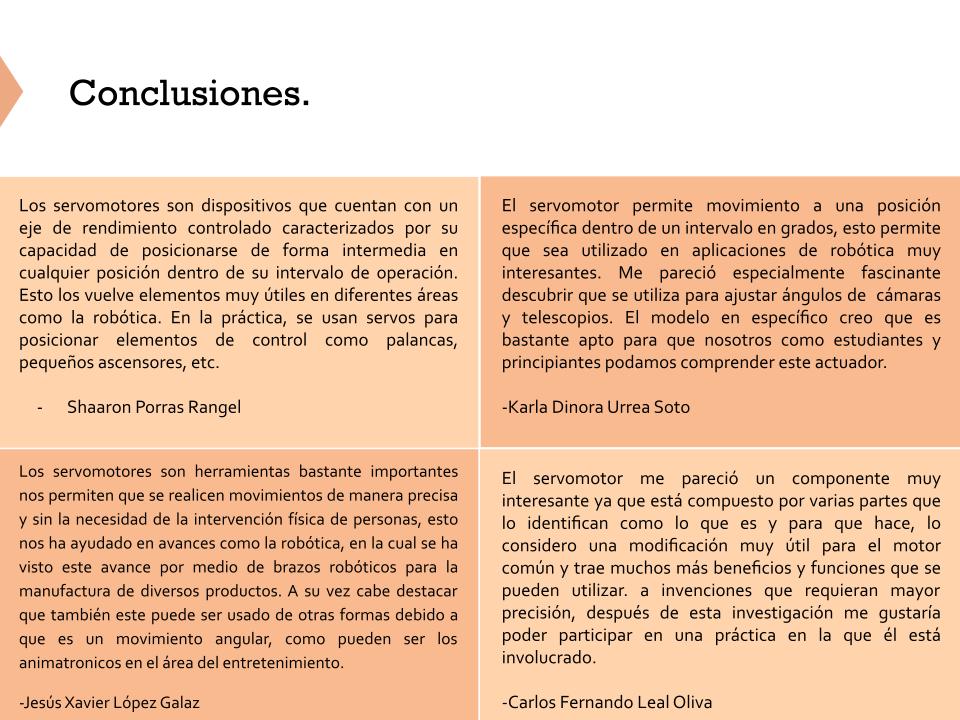 Conclusiones.
Los servomotores son dispositivos que cuentan con un
eje de rendimiento controlado caracterizados por su
capacidad de posicionarse de forma intermedia en
cualquier posición dentro de su intervalo de operación.
Esto los vuelve elementos muy útiles en diferentes áreas
como la robótica. En la práctica, se usan servos para
posicionar elementos de control como palancas,
pequeños ascensores, etc.
- Shaaron Porras Rangel
El servomotor permite movimiento a una posición
específica dentro de un intervalo en grados, esto permite
que sea utilizado en aplicaciones de robótica muy
interesantes. Me pareció especialmente fascinante
descubrir que se utiliza para ajustar ángulos de cámaras
y telescopios. El modelo en específico creo que es
bastante apto para que nosotros como estudiantes y
principiantes podamos comprender este actuador.
-Karla Dinora Urrea Soto
Los servomotores son herramientas bastante importantes
nos permiten que se realicen movimientos de manera precisa
y sin la necesidad de la intervención física de personas, esto
nos ha ayudado en avances como la robótica, en la cual se ha
visto este avance por medio de brazos robóticos para la
manufactura de diversos productos. A su vez cabe destacar
que también este puede ser usado de otras formas debido a
que es un movimiento angular, como pueden ser los
animatronicos en el área del entretenimiento.
-Jesús Xavier López Galaz
El servomotor me pareció un componente muy
interesante ya que está compuesto por varias partes que
lo identifican como lo que es y para que hace, lo
considero una modificación muy útil para el motor
común y trae muchos más beneficios y funciones que se
pueden utilizar. a invenciones que requieran mayor
precisión, después de esta investigación me gustaría
poder participar en una práctica en la que él está
involucrado.
-Carlos Fernando Leal Oliva